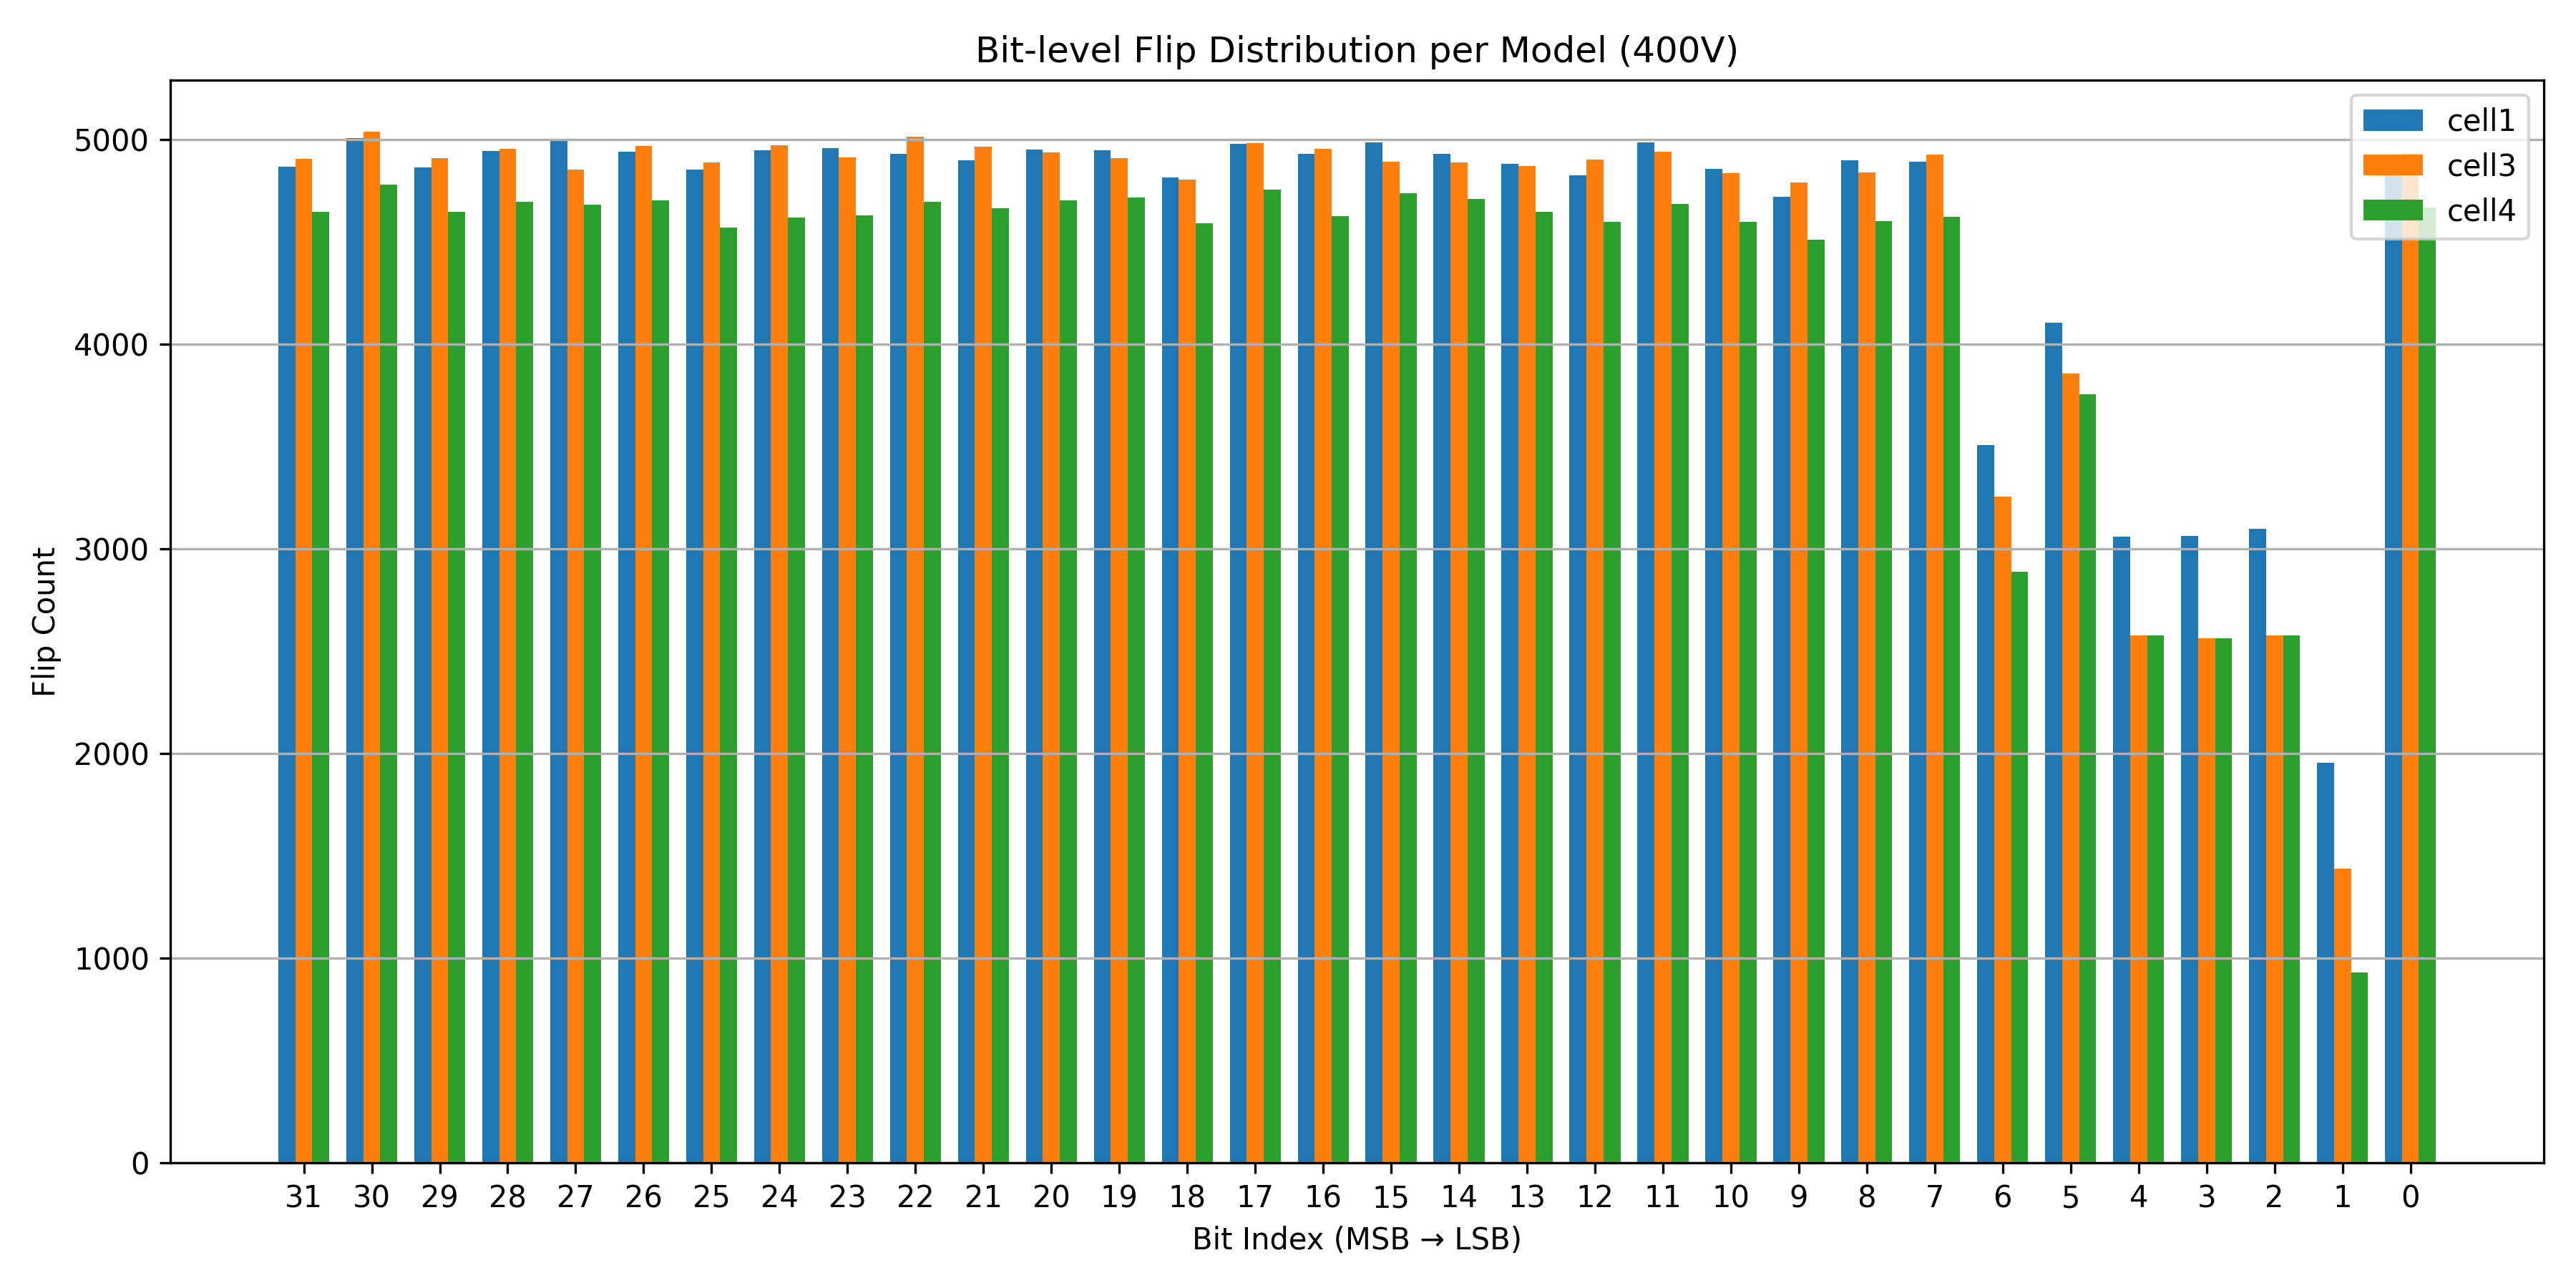 Bit-level Flip Distribution per Model (400V)
cell1
cell3
cell4
Flip Count
5000
4000
3000
2000
1000
0
31 30 29 28 27 26 25 24 23 22 21 20 19 18 17 16 15 14 13 12 11 10 9 8 7 6 5 4 3 2 1 0
Bit Index (MSB → LSB)